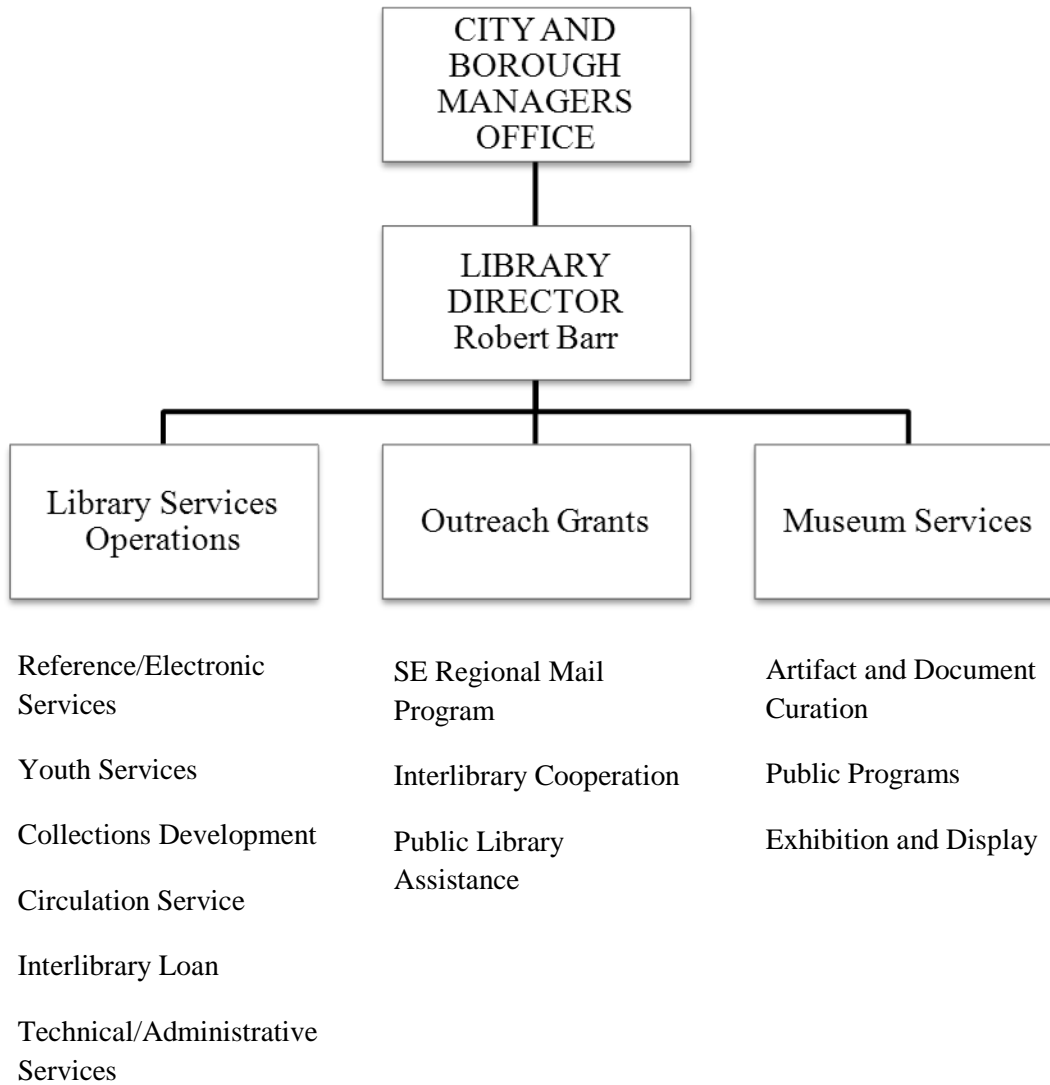 CITY AND
BOROUGH
MANAGERS
OFFICE
LIBRARY
DIRECTOR
Robert Barr
Library Services
Operations
Outreach Grants
Museum Services
Reference/Electronic
Services
Youth Services
Collections Development
Circulation Service
Interlibrary Loan
Technical/Administrative
Services
SE Regional Mail
Program
Interlibrary Cooperation
Public Library
Assistance
Artifact and Document
Curation
Public Programs
Exhibition and Display